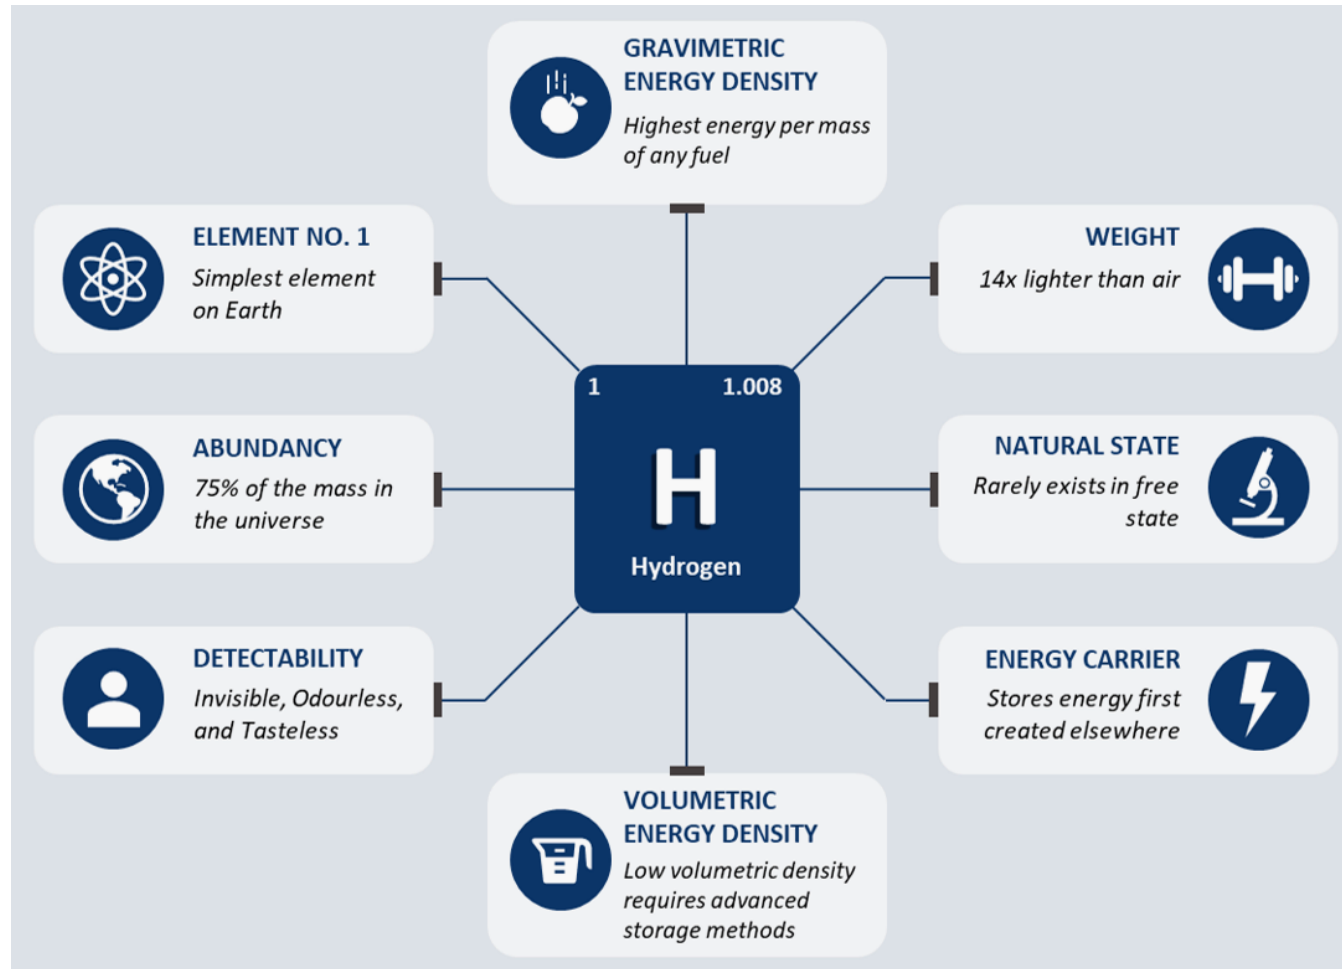 GRAVIMETRIC
ENERGY DENSITY
Highest energy per mass
of any fuel
ELEMENT NO. 1
Simplest element
on Earth
WEIGHT
14x lighter than air
1
1.008
H
Hydrogen
ABUNDANCY
75% of the mass in
the universe
NATURAL STATE
Rarely exists in free
state
DETECTABILITY
Invisible, Odourless,
and Tasteless
ENERGY CARRIER
Stores energy first
created elsewhere
VOLUMETRIC
ENERGY DENSITY
Low volumetric density
requires advanced
storage methods